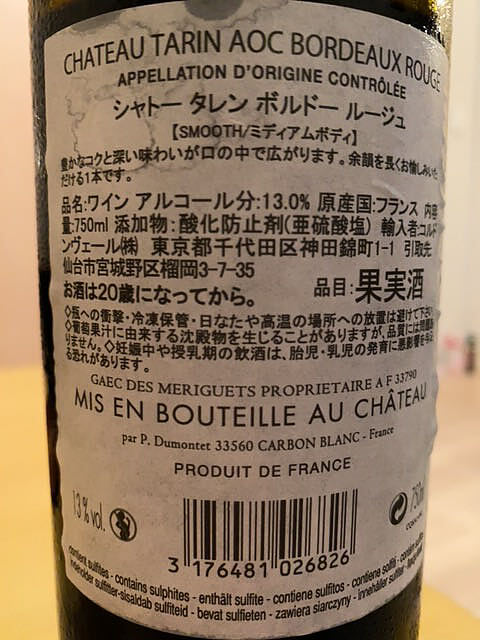 CHATEAU TARIN AOC BORDEAUX ROUGE
APPELLATION D'ORIGINE CONTRÔLÉE
シャトー タレン ボルドー ルージュ
【SMOOTH/ミディアムボディ】
豊かなコクと深い味わいが口の中で広がります。余韻を長くお愉しみいた
だける1本です。
品名:ワイン アルコール分:13.0% 原産国:フランス 内容
量:750ml 添加物:酸化防止剤(亜硫酸塩) 輸入者:コルド
ンヴェール㈱ 東京都千代田区神田錦町1-1 引取先
仙台市宮城野区榴岡3-7-35
お酒は20歳になってから。 品目:果実酒
◇瓶への衝撃・冷凍保管・日なたや高温の場所への放置は避けて下さい
◇葡萄果汁に由来する沈殿物を生じることがありますが、品質には問題あ
りません。◇妊娠中や授乳期の飲酒は、胎児・乳児の発育に悪影響を与え
る恐れがあります。
GAEC DES MERIGUETS PROPRIETAIRE A F 33790
MIS EN BOUTEILLE AU CHÂTEAU
par P. Dumontet 33560 CARBON BLANC - France
PRODUIT DE FRANCE
13 % vol.
750ml
3 176481 026826
contient sulfites - contains sulphites - enthält sulfite - contiene sulfitos - contiene solfiti - contém sulfitos
indeholder sulfitter-sisaldab sulfiteid - bevat sulfieten - zawiera siarczyny - innehåller sulfiter